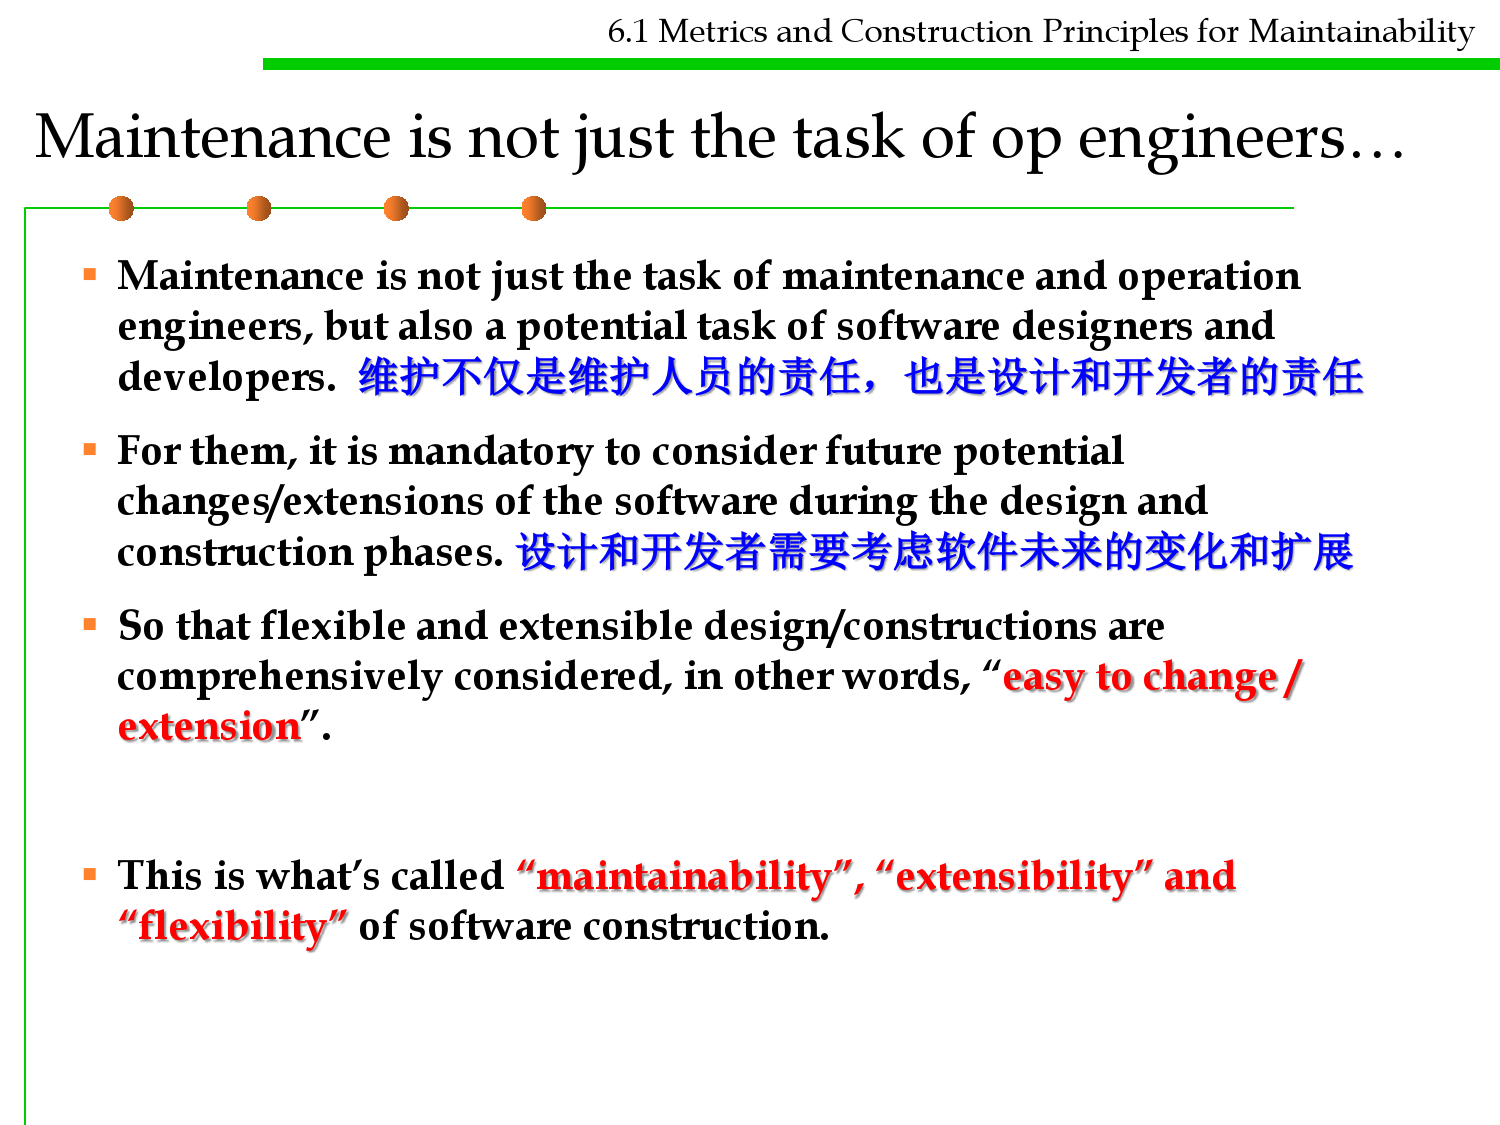 6.1 Metrics and Construction Principles for Maintainability
Maintenance is not just the task of op engineers…
▪ Maintenance is not just the task of maintenance and operation
engineers, but also a potential task of software designers and
developers. 维护不仅是维护人员的责任，也是设计和开发者的责任
▪ For them, it is mandatory to consider future potential
changes/extensions of the software during the design and
construction phases. 设计和开发者需要考虑软件未来的变化和扩展
▪ So that flexible and extensible design/constructions are
comprehensively considered, in other words, “easy to change /
extension”.
▪ This is what’s called “maintainability”, “extensibility” and
“flexibility” of software construction.